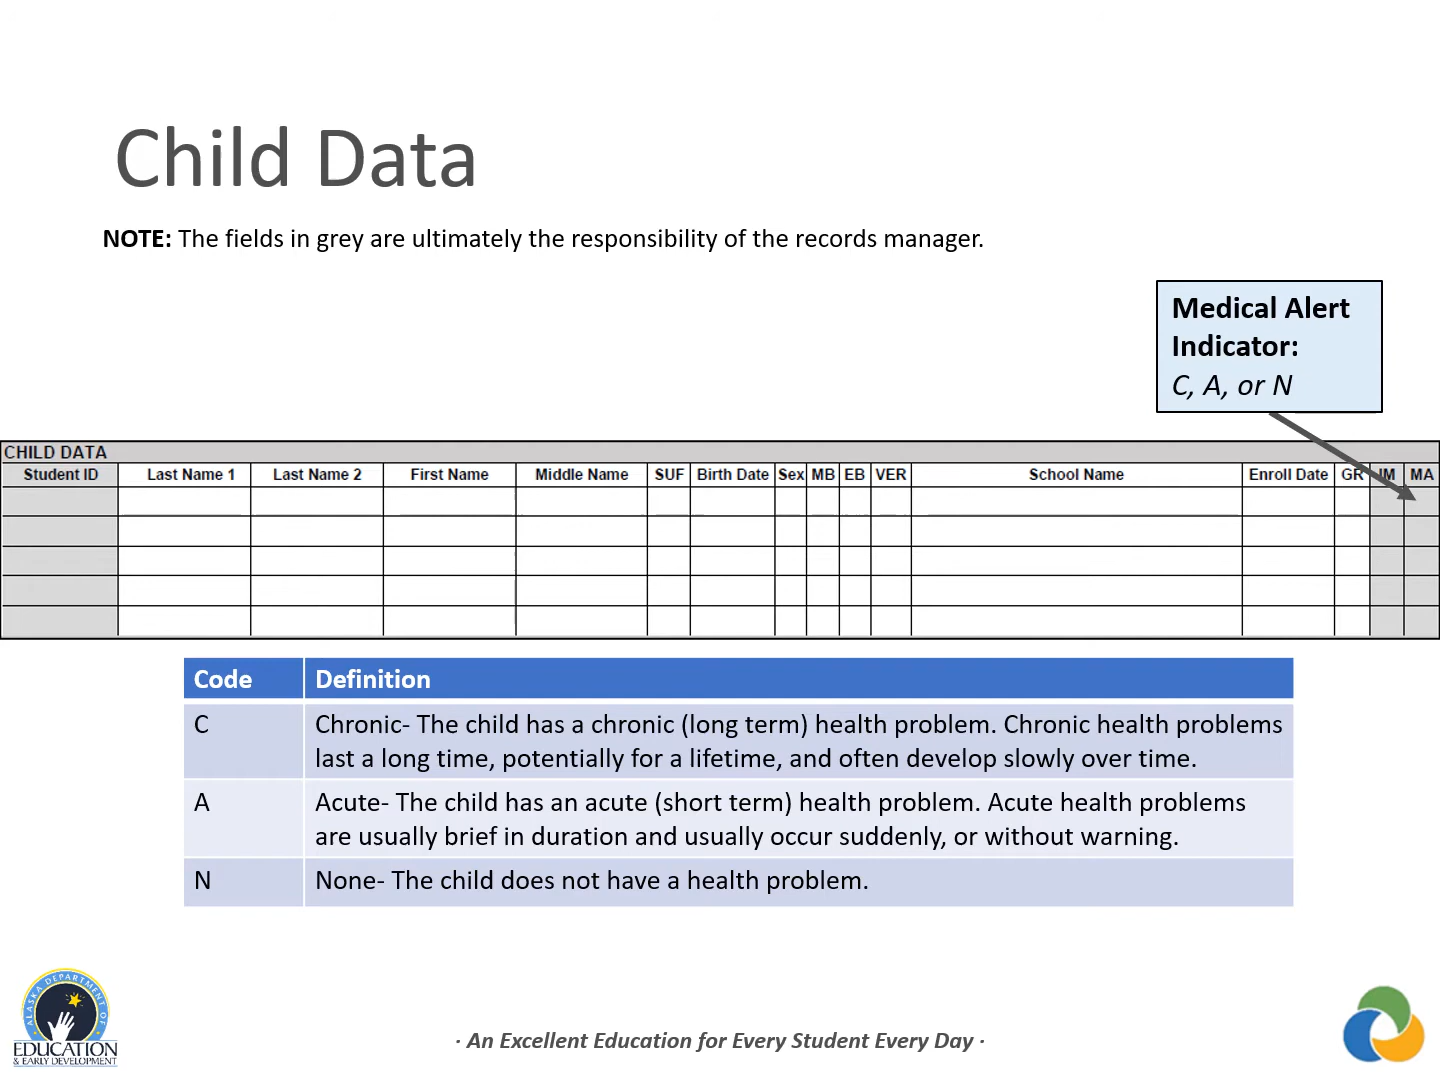 Child Data
NOTE: The fields in grey are ultimately the responsibility of the records manager.
Medical Alert
Indicator:
C, A, or N
CHILD DATA
Student ID Last Name 1 Last Name 2 First Name Middle Name SUF Birth Date Sex MB EB VER School Name Enroll Date GR IM MA
Code Definition
C Chronic- The child has a chronic (long term) health problem. Chronic health problems
last a long time, potentially for a lifetime, and often develop slowly over time.
A Acute- The child has an acute (short term) health problem. Acute health problems
are usually brief in duration and usually occur suddenly, or without warning.
N None- The child does not have a health problem.
ALASKA DEPARTMENT OF
EDUCATION
& EARLY DEVELOPMENT
· An Excellent Education for Every Student Every Day ·